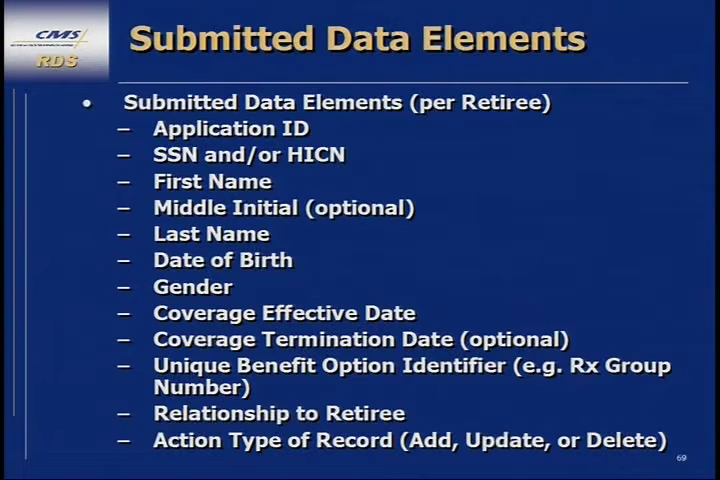 CMS
RDS
Submitted Data Elements
• Submitted Data Elements (per Retiree)
– Application ID
– SSN and/or HICN
– First Name
– Middle Initial (optional)
– Last Name
– Date of Birth
– Gender
– Coverage Effective Date
– Coverage Termination Date (optional)
– Unique Benefit Option Identifier (e.g. Rx Group
Number)
– Relationship to Retiree
– Action Type of Record (Add, Update, or Delete)
69